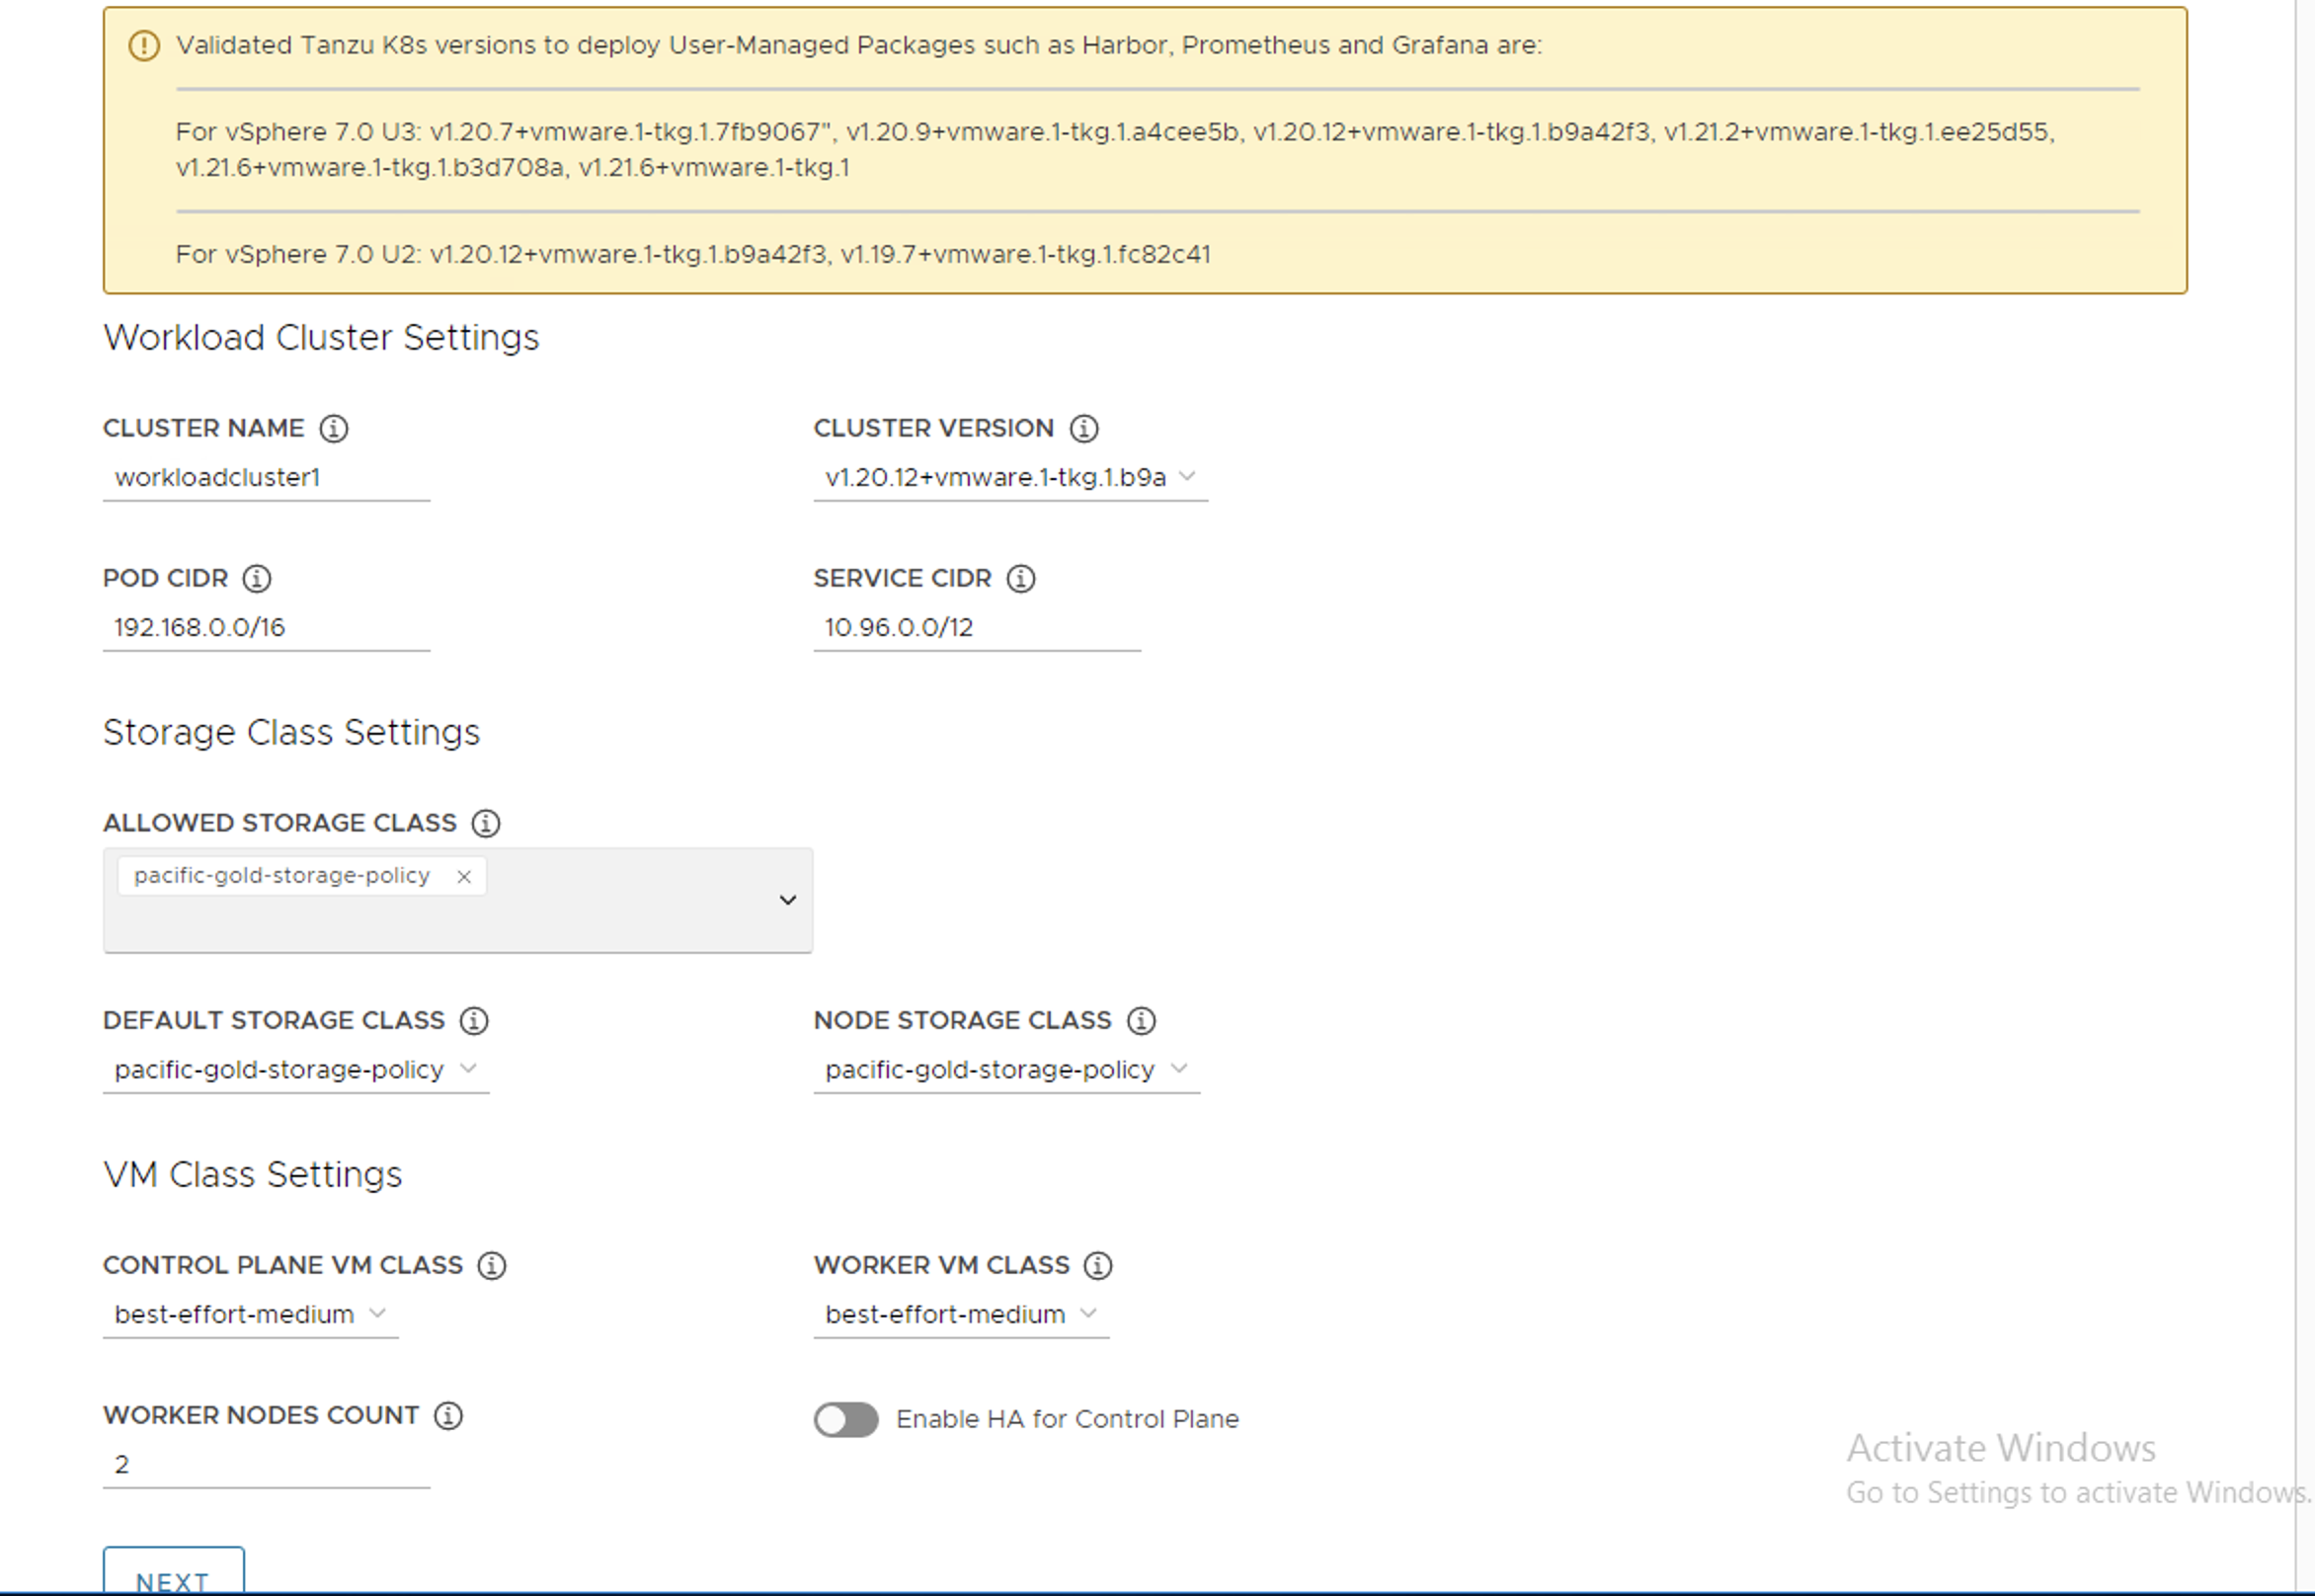 Validated Tanzu K8s versions to deploy User-Managed Packages such as Harbor, Prometheus and Grafana are:
For vSphere 7.0 U3: v1.20.7+vmware.1-tkg.1.7fb9067", v1.20.9+vmware.1-tkg.1.a4cee5b, v1.20.12+vmware.1-tkg.1.b9a42f3, v1.21.2+vmware.1-tkg.1.ee25d55,
v1.21.6+vmware.1-tkg.1.b3d708a, v1.21.6+vmware.1-tkg.1
For vSphere 7.0 U2: v1.20.12+vmware.1-tkg.1.b9a42f3, v1.19.7+vmware.1-tkg.1.fc82c41
Workload Cluster Settings
CLUSTER NAME
CLUSTER VERSION
workloadcluster1
v1.20.12+vmware.1-tkg.1.b9a
POD CIDR
SERVICE CIDR
192.168.0.0/16
10.96.0.0/12
Storage Class Settings
ALLOWED STORAGE CLASS
pacific-gold-storage-policy
DEFAULT STORAGE CLASS
NODE STORAGE CLASS
pacific-gold-storage-policy
pacific-gold-storage-policy
VM Class Settings
CONTROL PLANE VM CLASS
WORKER VM CLASS
best-effort-medium
best-effort-medium
WORKER NODES COUNT
Enable HA for Control Plane
2
Activate Windows
Go to Settings to activate Windows.
NEXT